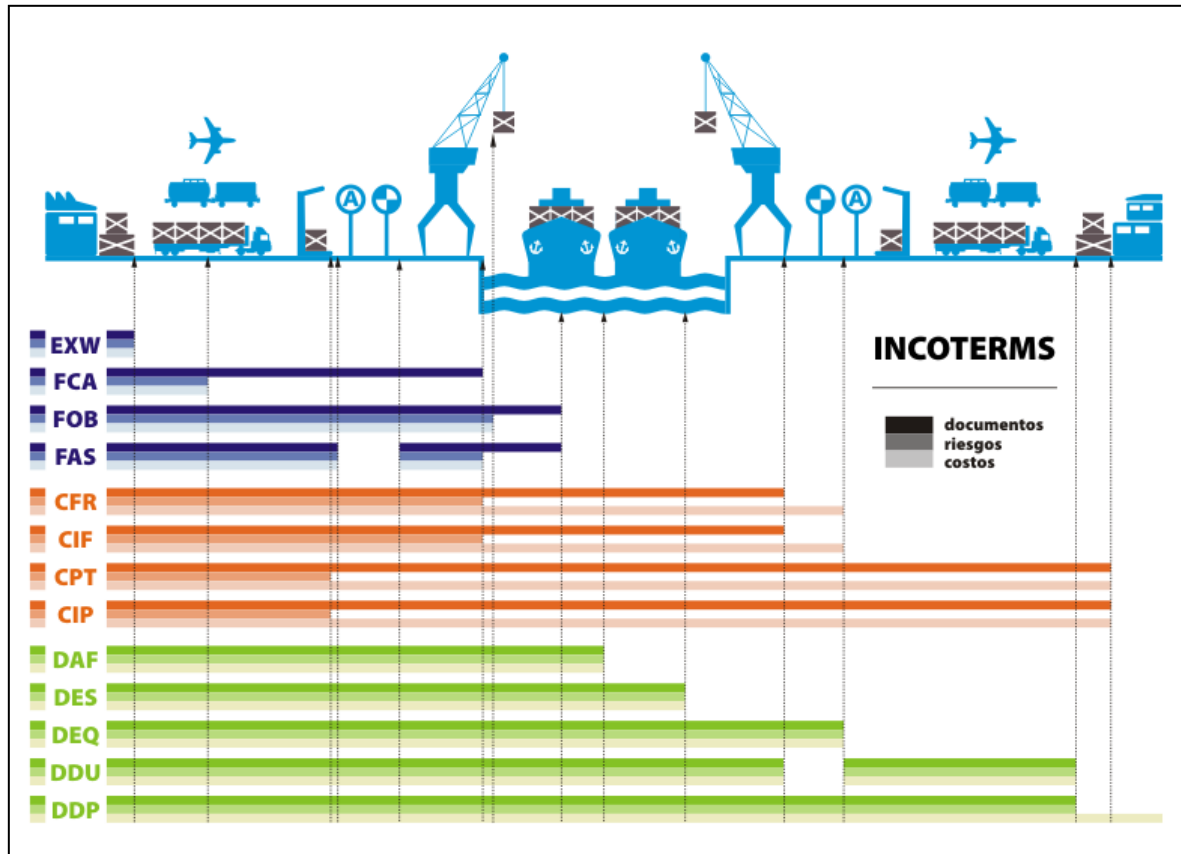 A
A
EXW
INCOTERMS
FCA
documentos
FOB
riesgos
FAS
costos
CFR
CIF
CPT
CIP
DAF
DES
DEQ
DDU
DDP